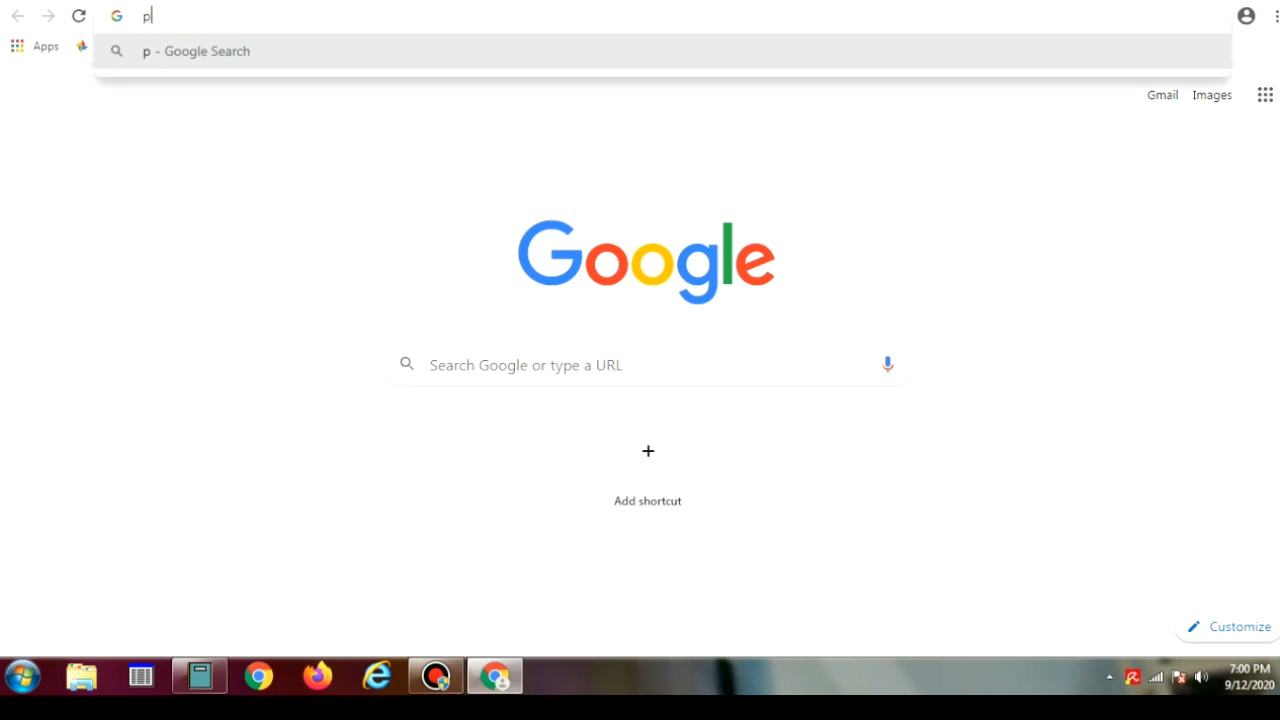 p
Apps
p - Google Search
Gmail Images
Google
Search Google or type a URL
Add shortcut
Customize
7:00 PM
9/12/2020